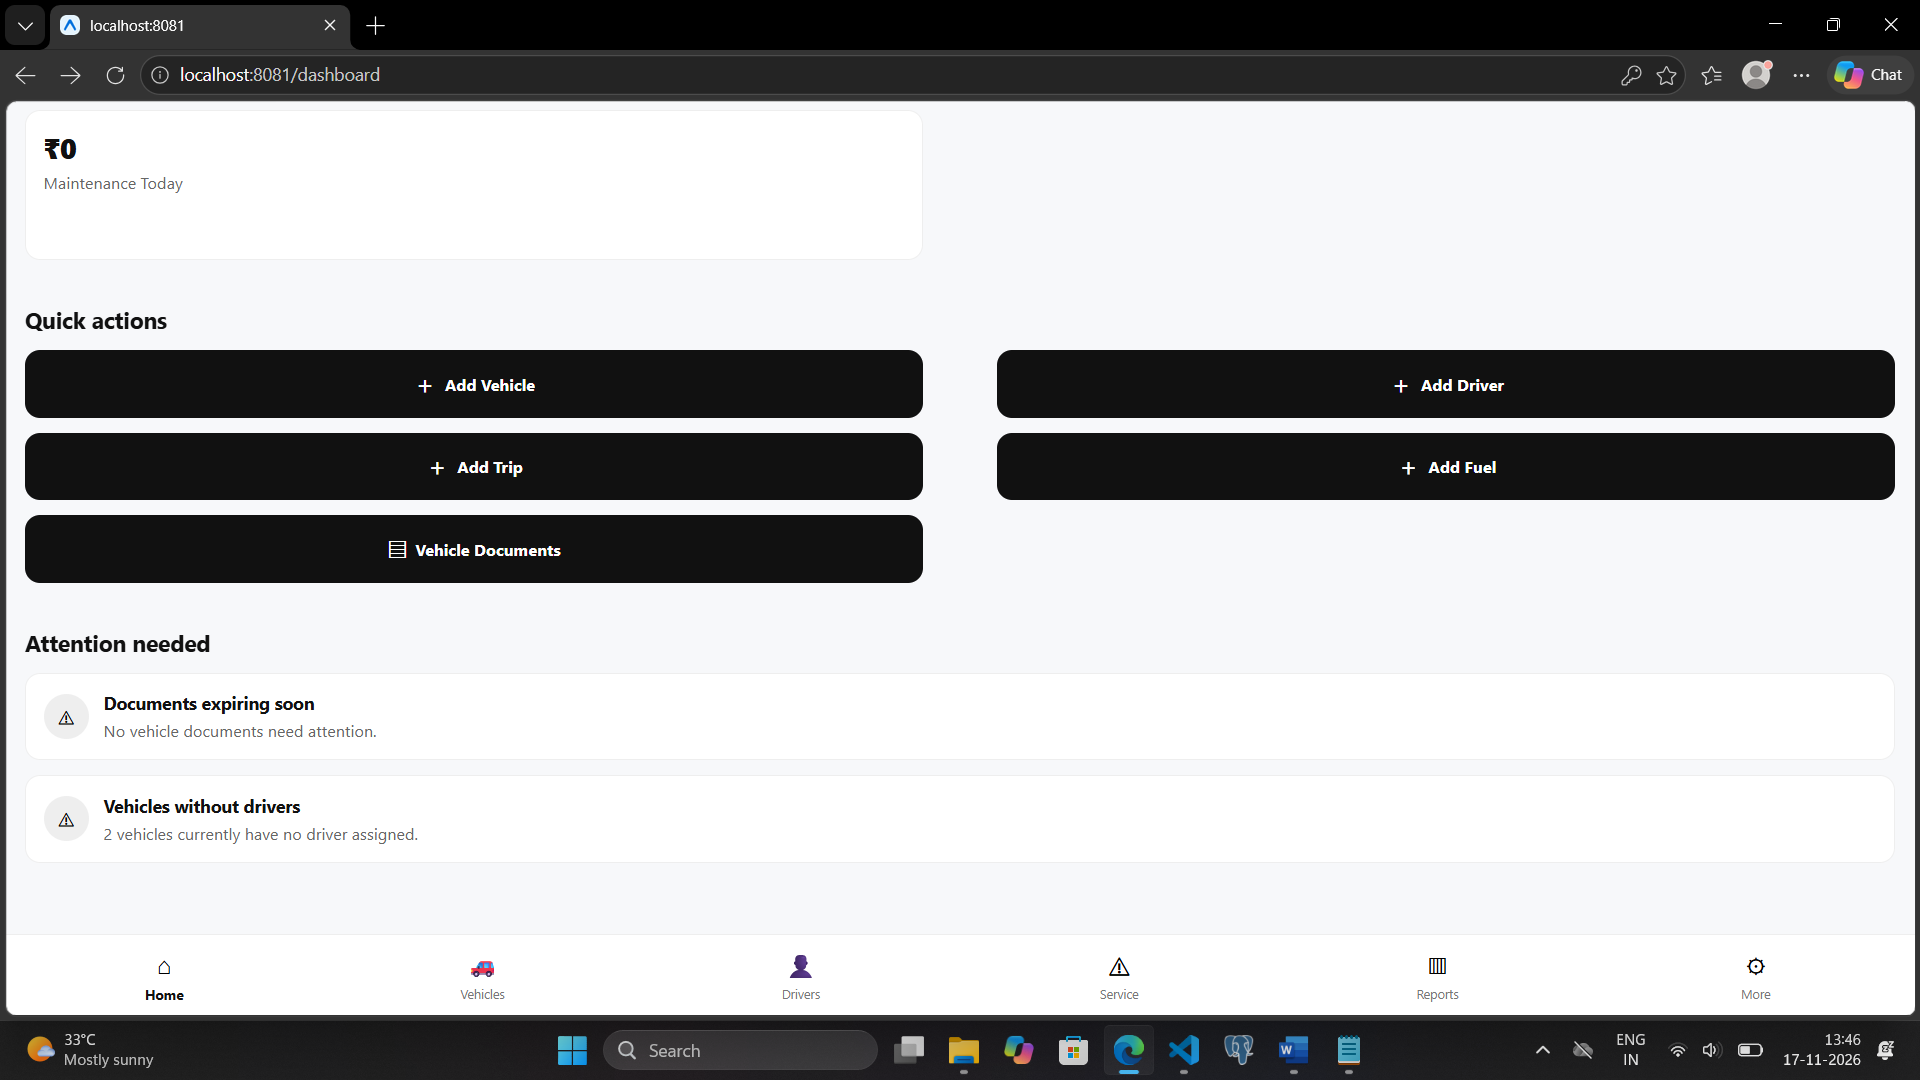 localhost:8081
localhost:8081/dashboard
Chat
₹0
Maintenance Today
Quick actions
+ Add Vehicle
+ Add Driver
+ Add Trip
+ Add Fuel
Vehicle Documents
Attention needed
Documents expiring soon
No vehicle documents need attention.
Vehicles without drivers
2 vehicles currently have no driver assigned.
Home
Vehicles
Drivers
Service
Reports
More
33°C
Mostly sunny
Search
ENG
IN
13:46
17-11-2026